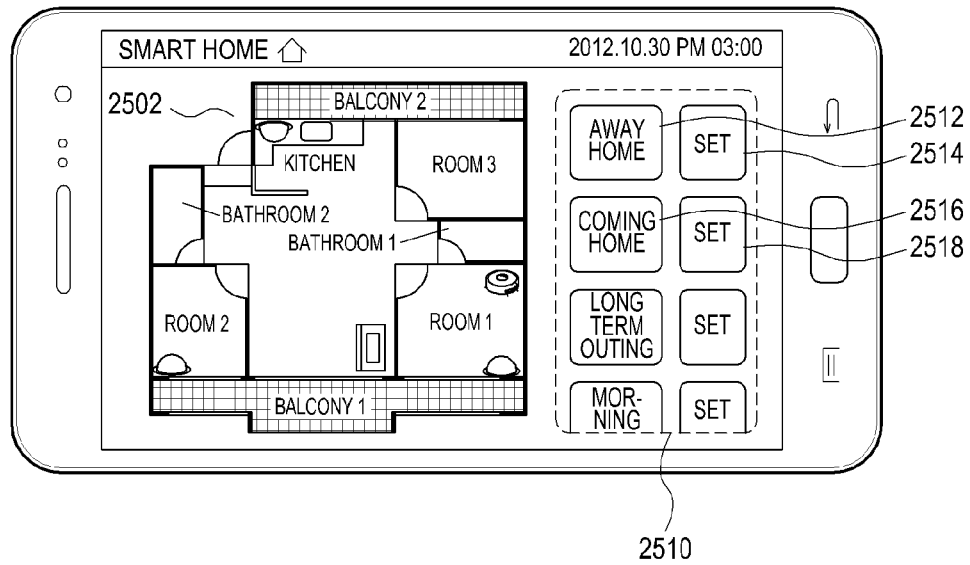 SMART HOME
2012.10.30 PM 03:00
2502
BALCONY 2
KITCHEN
ROOM 3
BATHROOM 2
BATHROOM 1
ROOM 2
ROOM 1
BALCONY 1
AWAY
HOME
SET
COMING
HOME
SET
LONG
TERM
OUTING
SET
MOR-
NING
SET
2512
2514
2516
2518
2510